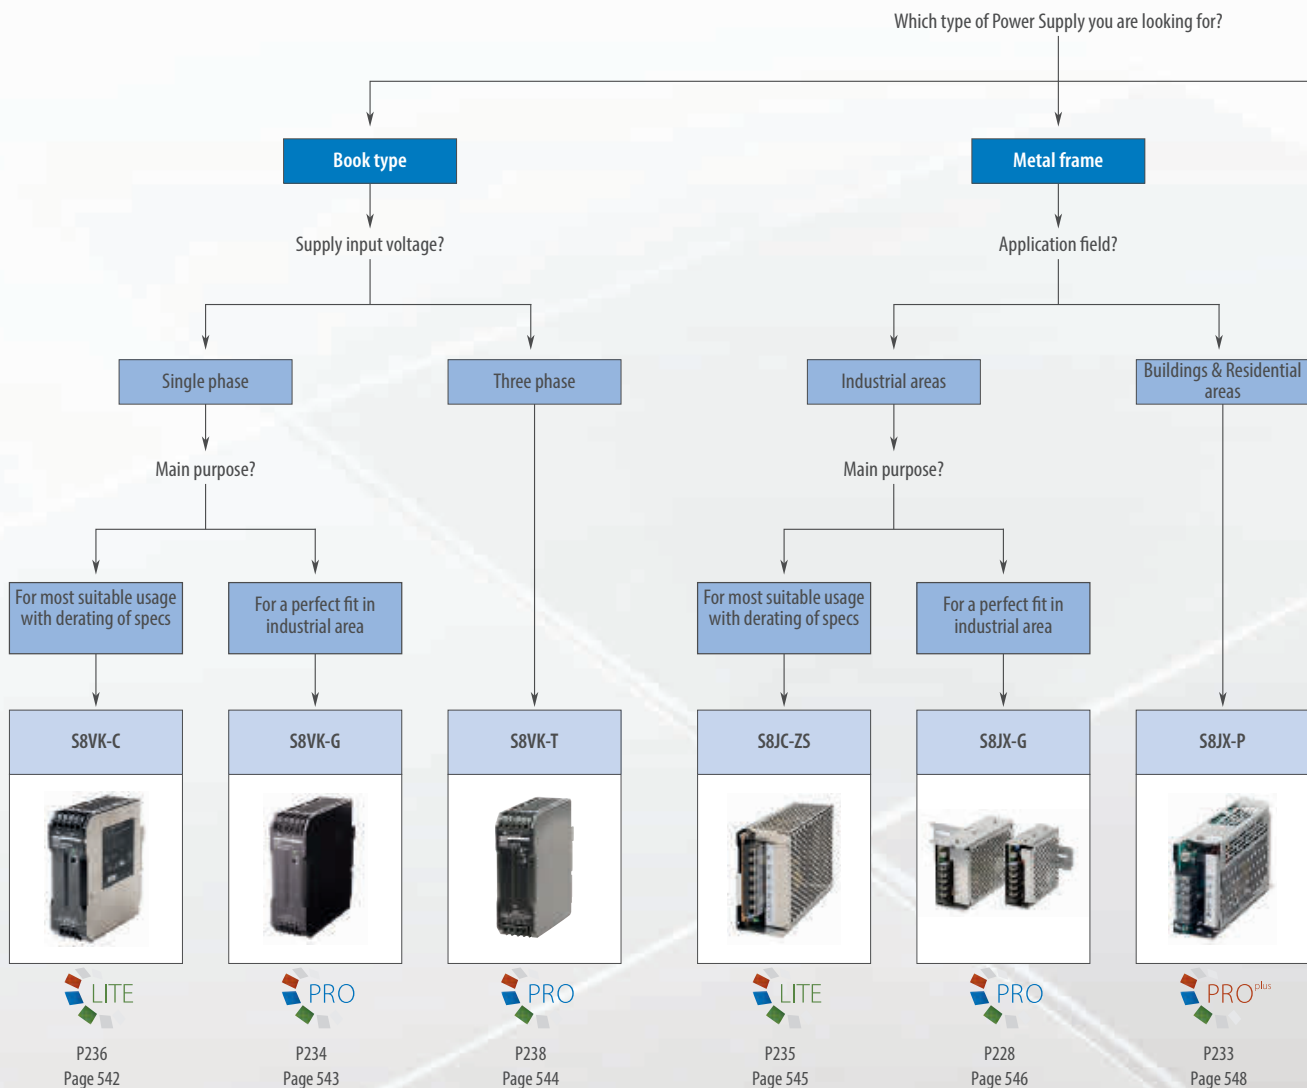 Which type of Power Supply you are looking for?
Book type
Metal frame
Supply input voltage?
Application field?
Single phase
Three phase
Industrial areas
Buildings & Residential
areas
Main purpose?
Main purpose?
For most suitable usage
with derating of specs
For a perfect fit in
industrial area
For most suitable usage
with derating of specs
For a perfect fit in
industrial area
S8VK-C
S8VK-G
S8VK-T
S8JC-ZS
S8JX-G
S8JX-P
LITE
PRO
PRO
LITE
PRO
PROplus
P236
P234
P238
P235
P228
P233
Page 542
Page 543
Page 544
Page 545
Page 546
Page 548